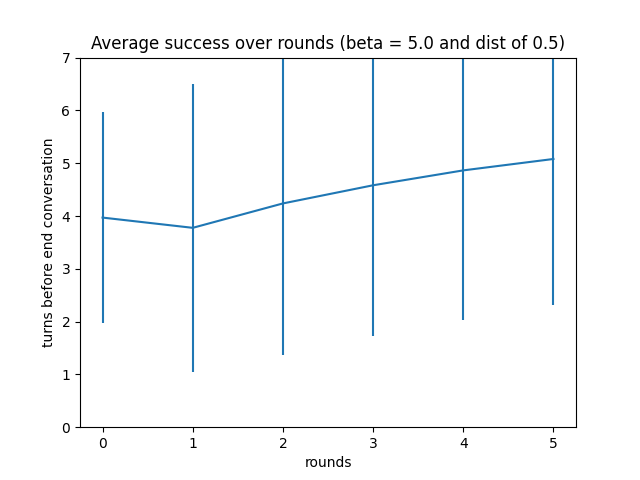 Average success over rounds (beta = 5.0 and dist of 0.5)
7
6
5
4
3
2
1
0
turns before end conversation
0 1 2 3 4 5
rounds